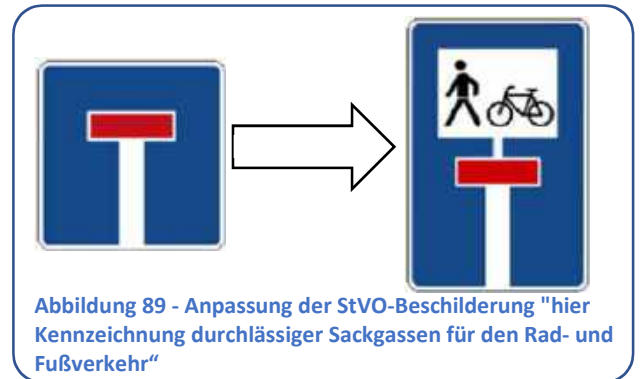 Abbildung 89 - Anpassung der StVO-Beschilderung "hier
Kennzeichnung durchlässiger Sackgassen für den Rad- und
Fußverkehr“